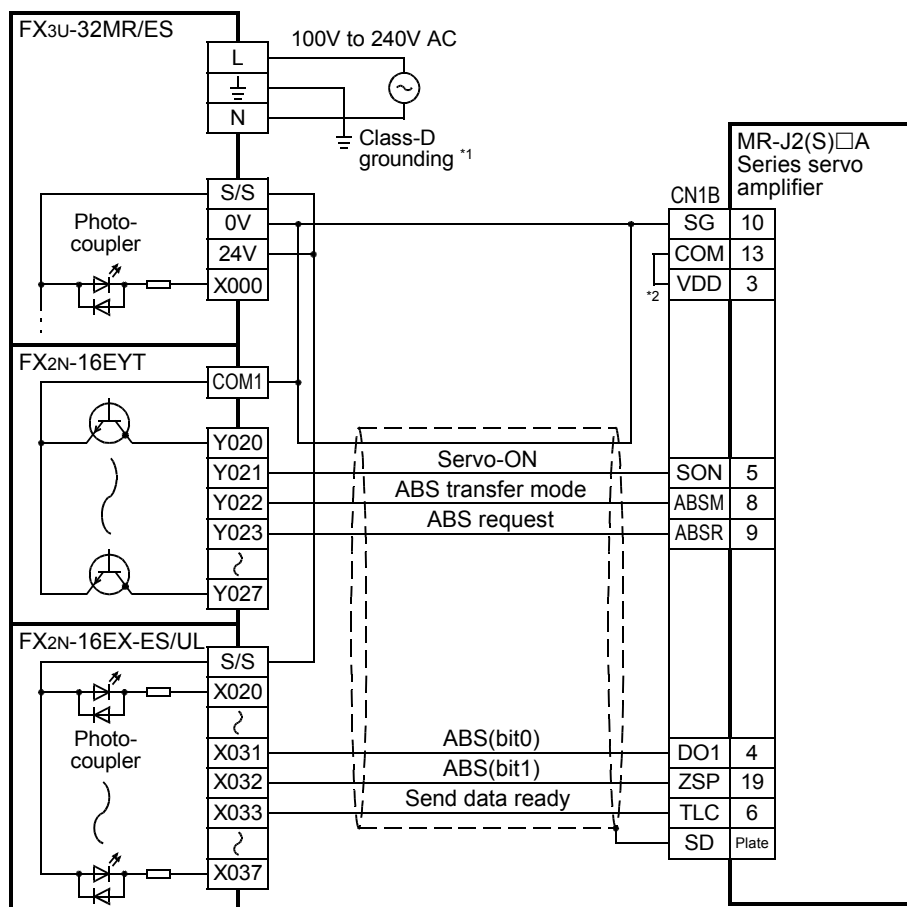 FX3U-32MR/ES
L
100V to 240V AC
N
Class-D
grounding *1
S/S
0V
24V
X000
Photo-
coupler
MR-J2(S)□A
Series servo
amplifier
CN1B
SG 10
COM 13
VDD 3
*2
FX2N-16EYT
COM1
Y020
Y021 Servo-ON SON 5
Y022 ABS transfer mode ABSM 8
Y023 ABS request ABSR 9
Y027
FX2N-16EX-ES/UL
S/S
X020
Photo-
coupler
X031 ABS(bit0) DO1 4
X032 ABS(bit1) ZSP 19
X033 Send data ready TLC 6
SD Plate
X037